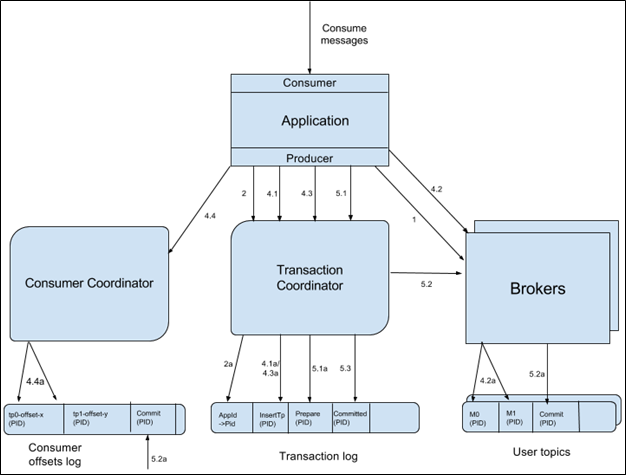 Consume
messages
Consumer
Application
Producer
4.4
2
4.1
4.3
5.1
1
4.2
Consumer Coordinator
Transaction
Coordinator
5.2
Brokers
4.4a
2a
4.1a/
4.3a
5.1a
5.3
4.2a
5.2a
tp0-offset-x
(PID)
tp1-offset-y
(PID)
Commit
(PID)
AppId
->Pid
InsertTp
(PID)
Prepare
(PID)
Committed
(PID)
M0
(PID)
M1
(PID)
Commit
(PID)
Consumer
offsets log
5.2a
Transaction log
User topics